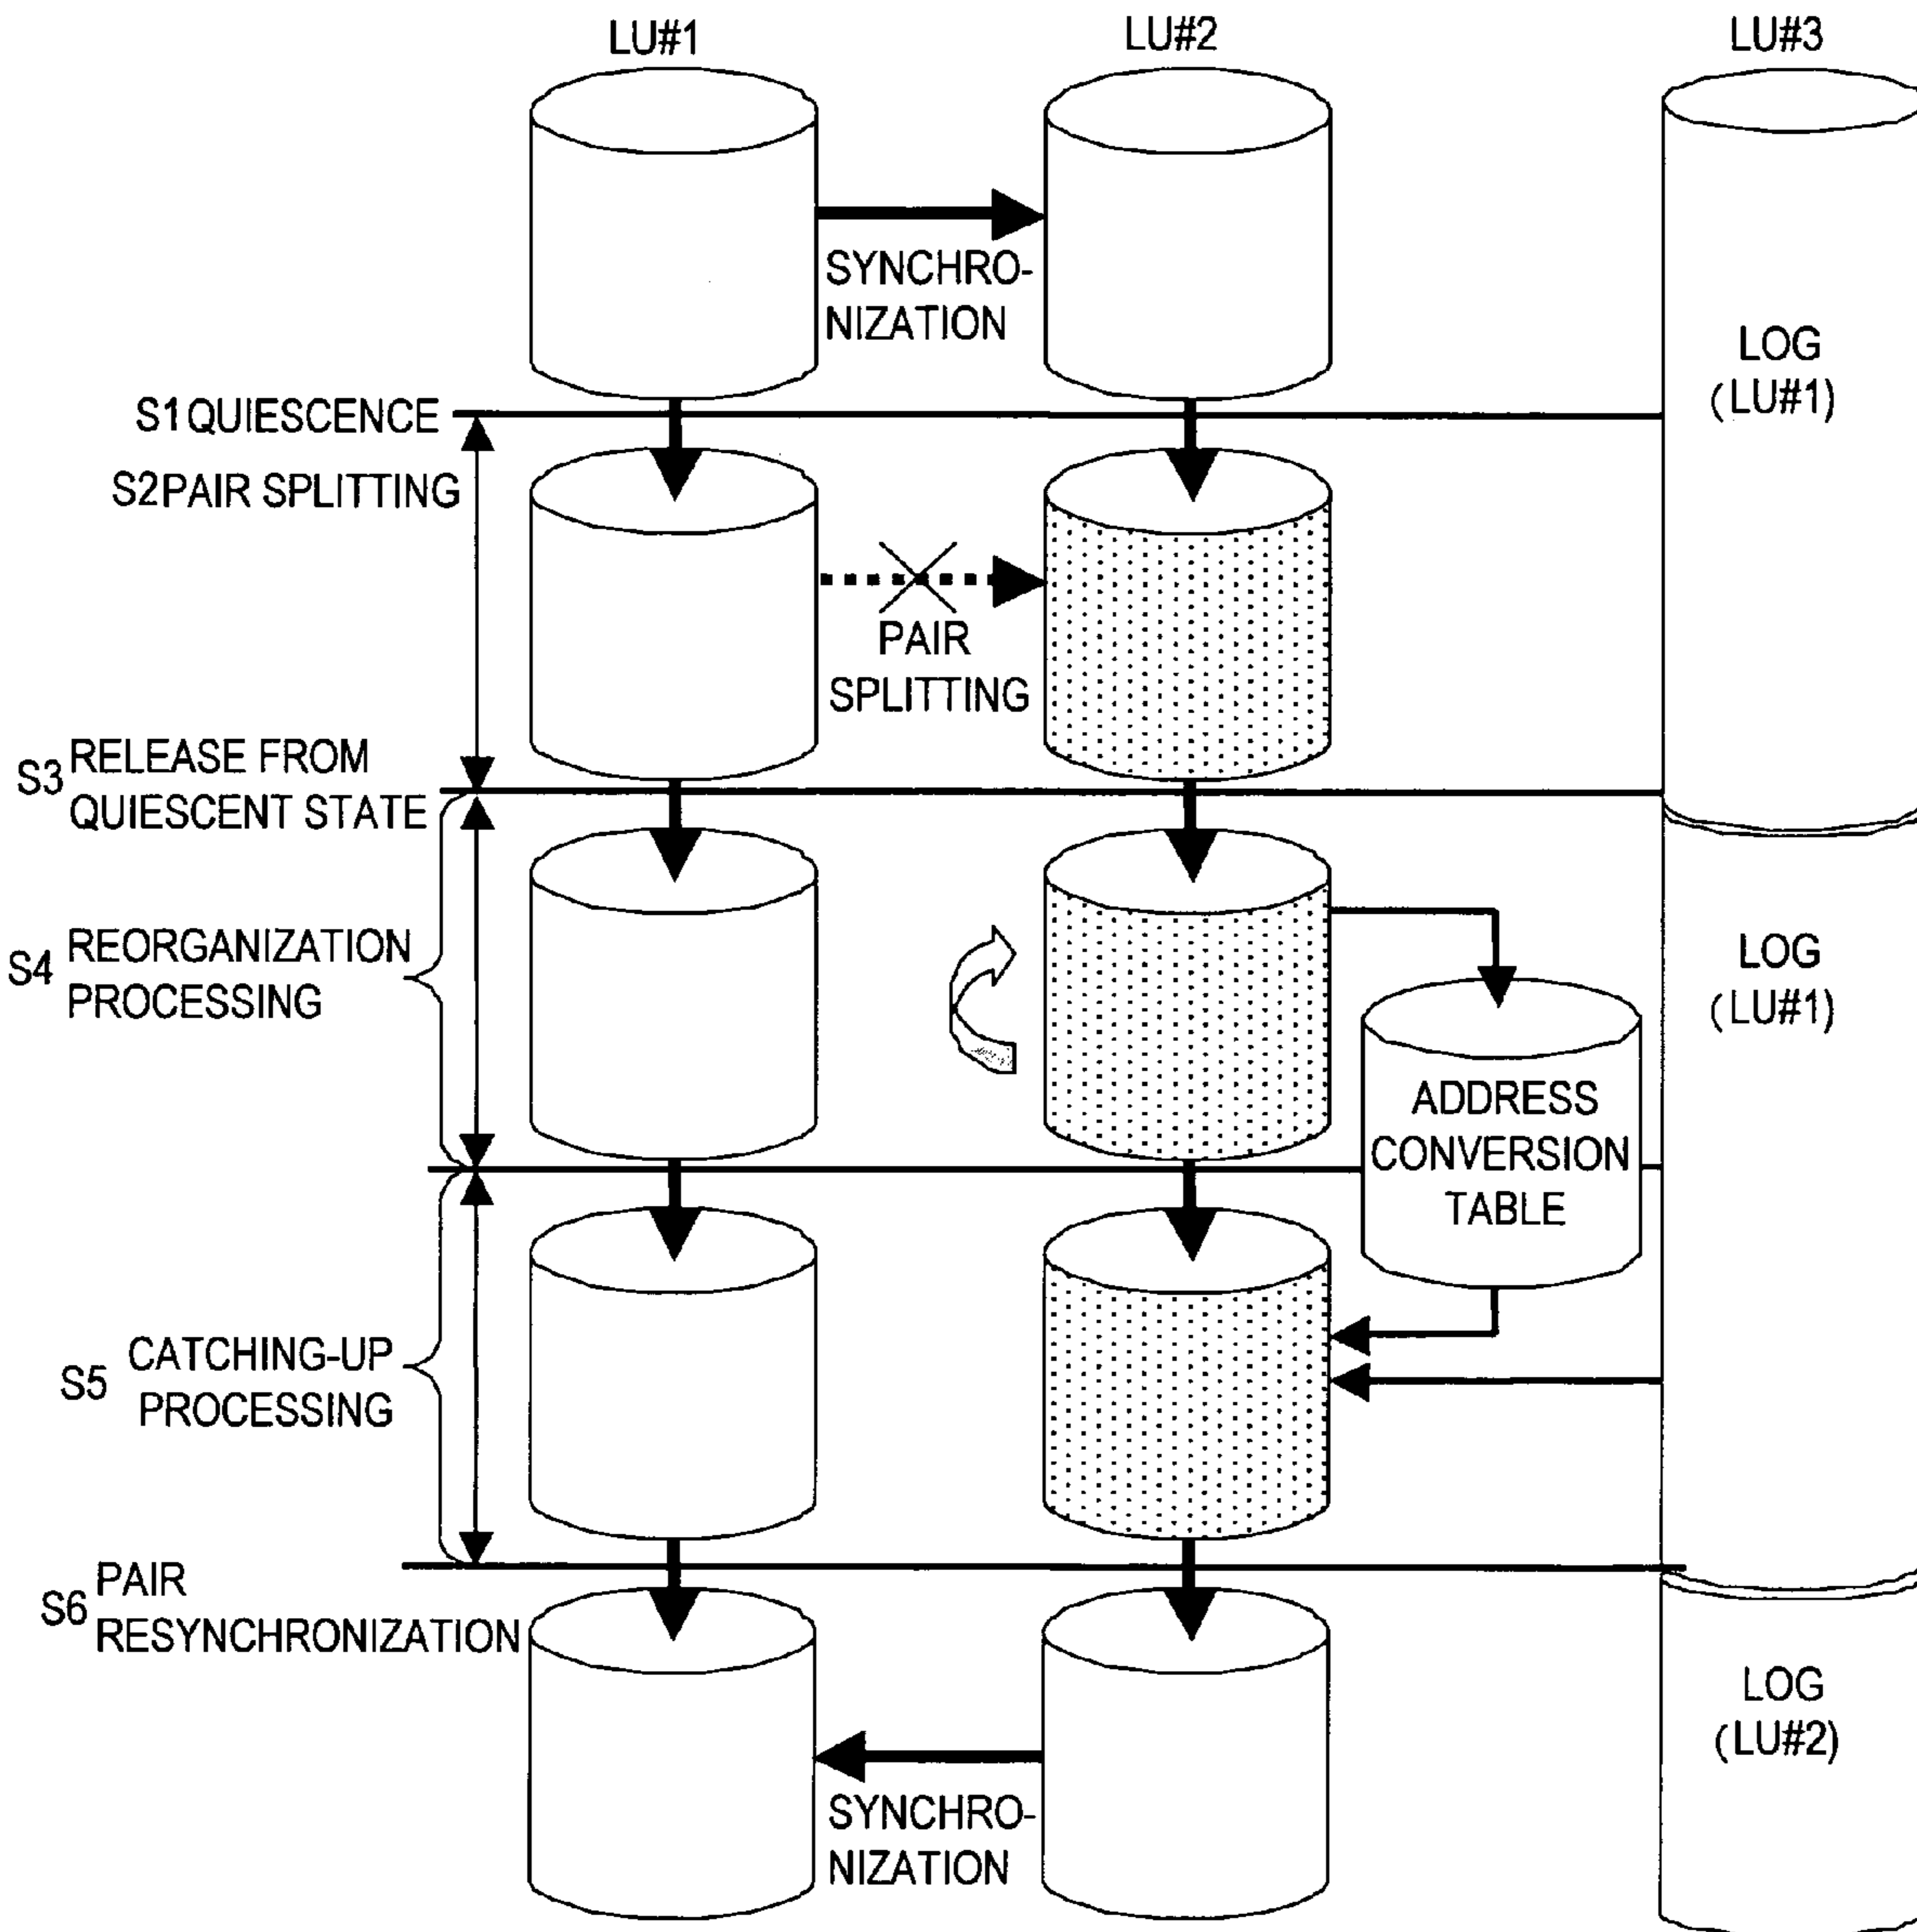 LU#1
LU#2
LU#3
SYNCHRO-
NIZATION
LOG
(LU#1)
S1 QUIESCENCE
S2 PAIR SPLITTING
PAIR
SPLITTING
S3 RELEASE FROM
QUIESCENT STATE
S4 REORGANIZATION
PROCESSING
LOG
(LU#1)
ADDRESS
CONVERSION
TABLE
S5 CATCHING-UP
PROCESSING
S6 PAIR
RESYNCHRONIZATION
LOG
(LU#2)
SYNCHRO-
NIZATION